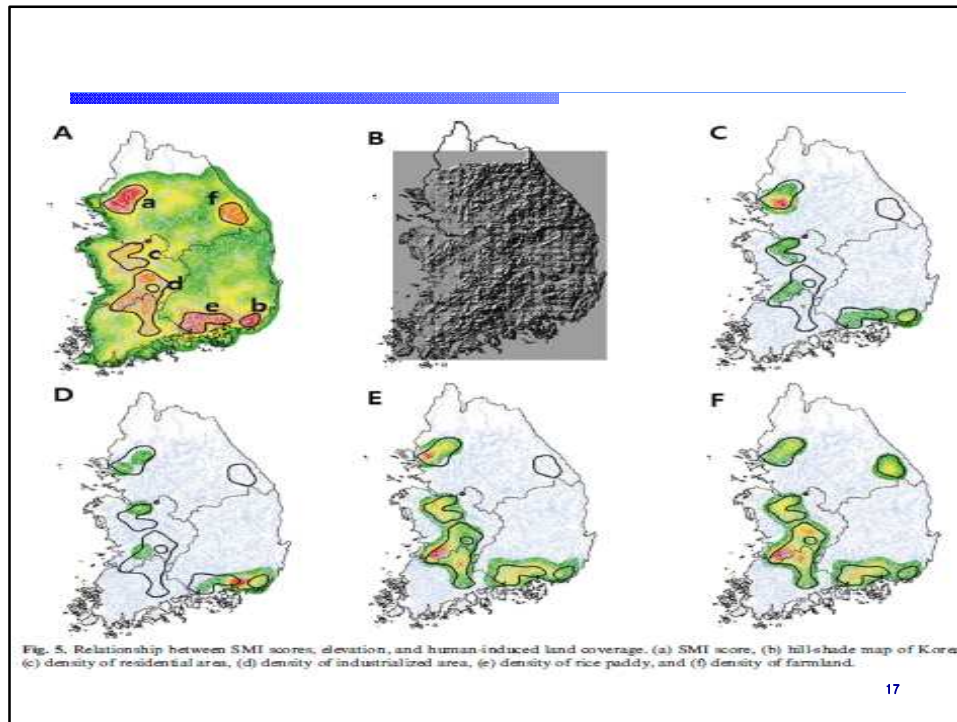 A
B
C
a
f
c
d
e
b
D
E
F
Fig. 5. Relationship between SMI scores, elevation, and human-induced land coverage. (a) SMI score, (b) hill-shade map of Korea
(c) density of residential area, (d) density of industrialized area, (e) density of rice paddy, and (f) density of farmland.
17